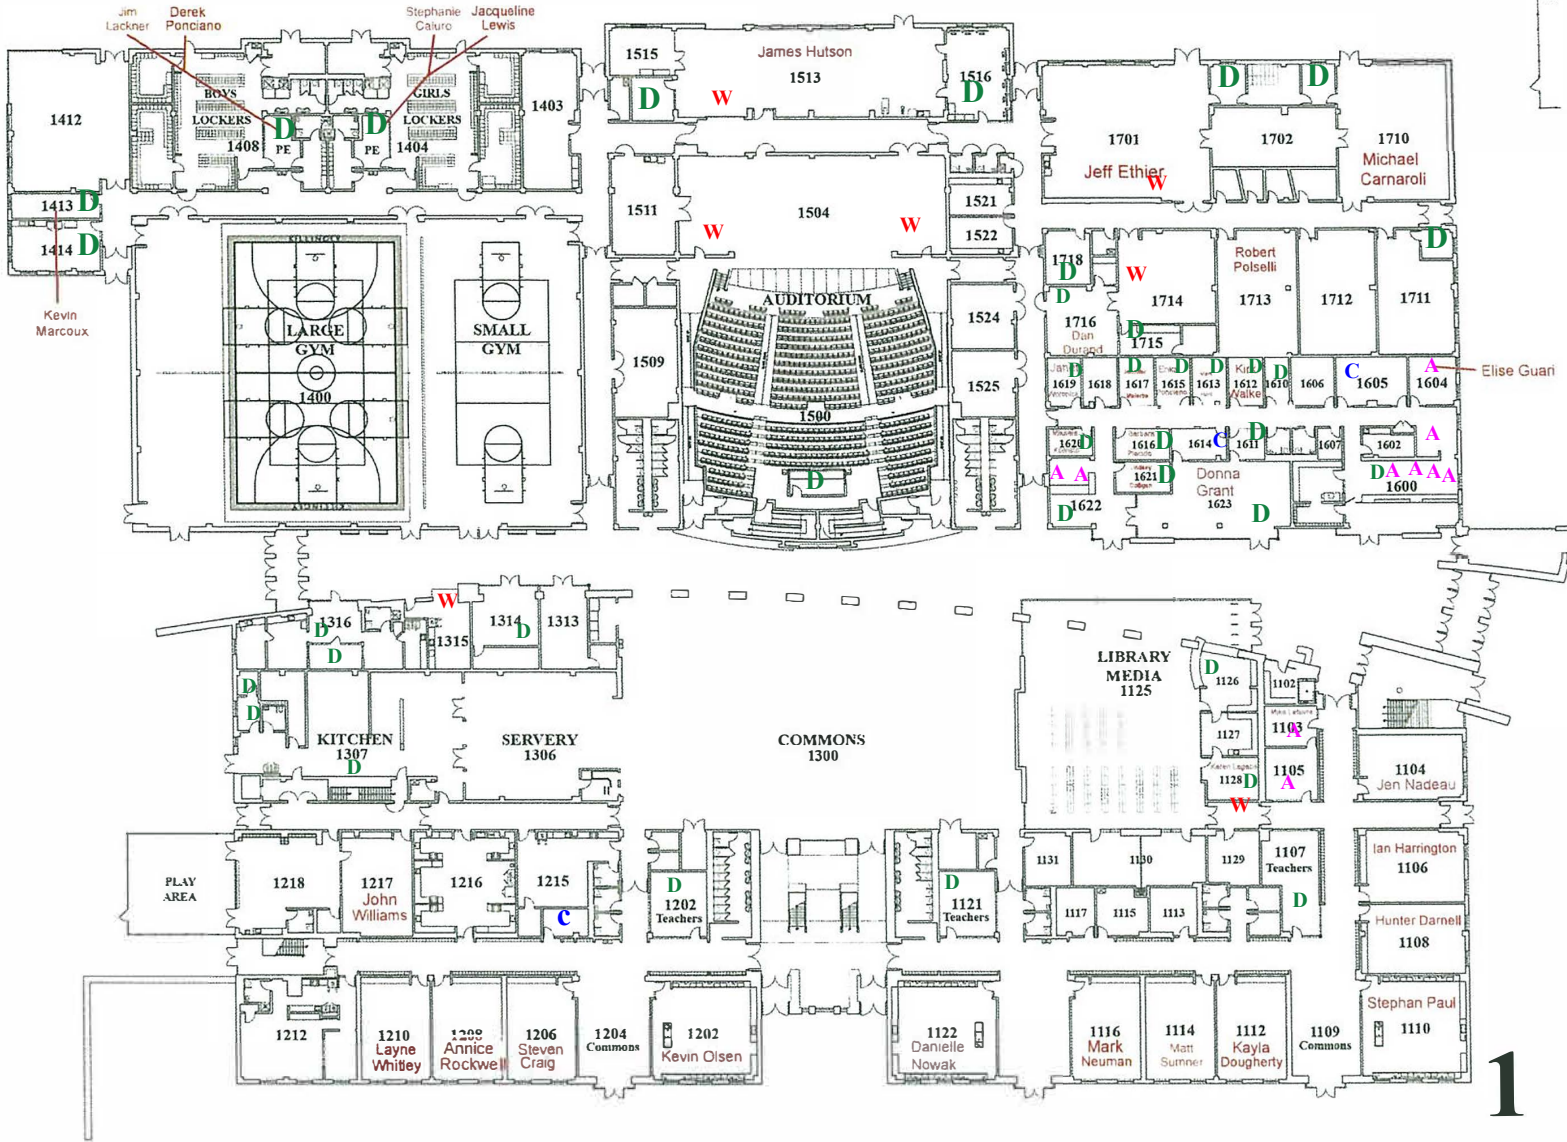 Jim
Lackner
Derek
Ponciano
Stephanie
Caluro
Jacqueline
Lewis
1412
BOYS
LOCKERS
1408
D
PE
D
PE
GIRLS
LOCKERS
1404
1403
1413 D
1414 D
Kevin
Marcoux
KILLINGLY
LARGE
GYM
1400
KILLINGLY
SMALL
GYM
1515
D
James Hutson
1513
W
1516
D
1511
1504
W
W
1521
1522
AUDITORIUM
1509
1524
1525
1500
D
1701
Jeff Ethier
W
D
D
1702
1710
Michael
Carnaroli
1718
D
D
1716
Dan
Durand
W
1714
D
1715
Robert
Polselli
1713
1712
D
1711
D
1619
1618
D
1617
D
1615
D
1613
D
Kirk
1612
Walke
D
1610
1606
C
1605
A
1604
Elise Guari
1620 D
1616 D
1614 C
D
1611
1607
1602
A
A A
D
1622
1621 D
Donna
Grant
1623
D
D A A A A
1600
1316
D
D
W
1315
1314
D
1313
D
D
KITCHEN
1307
D
SERVERY
1306
COMMONS
1300
LIBRARY
MEDIA
1125
D
1126
1127
1128 D
W
1102
1103
A
1105
A
1104
Jen Nadeau
PLAY
AREA
1218
1217
John
Williams
1216
1215
c
D
1202
Teachers
D
1121
Teachers
1131
1130
1129
1107
Teachers
D
1117
1115
1113
Ian Harrington
1106
Hunter Darnell
1108
1212
1210
Layne
Whitley
1208
Annice
Rockwell
1206
Steven
Craig
1204
Commons
1202
Kevin Olsen
1122
Danielle
Nowak
1116
Mark
Neuman
1114
Matt
Sumner
1112
Kayla
Dougherty
1109
Commons
Stephan Paul
1110
1